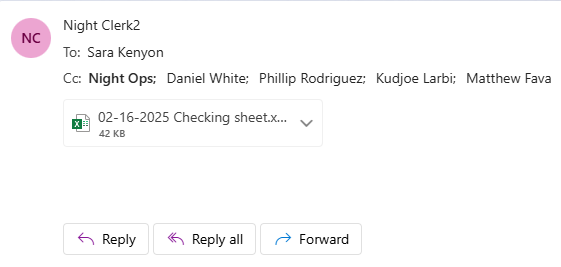 NC
Night Clerk2
To: Sara Kenyon
Cc: Night Ops; Daniel White; Phillip Rodriguez; Kudjoe Larbi; Matthew Fava
02-16-2025 Checking sheet.x...
42 KB
Reply Reply all Forward